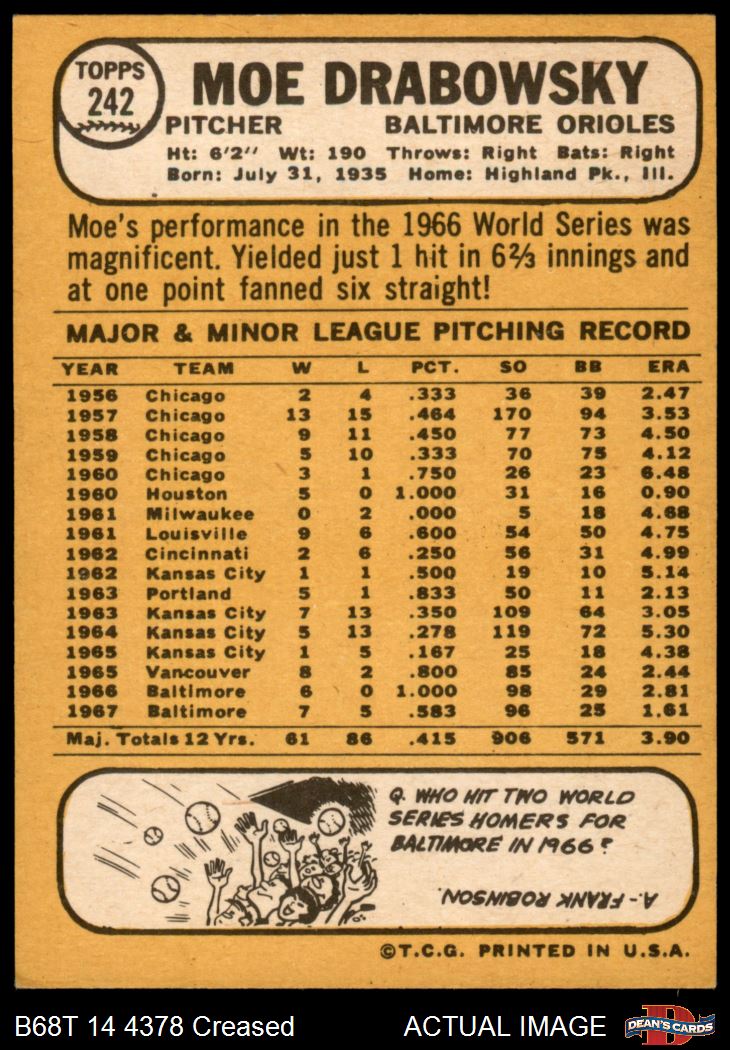 TOPPS
242
MOE DRABOWSKY
PITCHER BALTIMORE ORIOLES
Ht: 6'2" Wt: 190 Throws: Right Bats: Right
Born: July 31, 1935 Home: Highland Pk., Ill.
Moe's performance in the 1966 World Series was
magnificent. Yielded just 1 hit in 6⅔ innings and
at one point fanned six straight!
MAJOR & MINOR LEAGUE PITCHING RECORD
YEAR TEAM W L PCT. SO BB ERA
1956 Chicago 2 4 .333 36 39 2.47
1957 Chicago 13 15 .464 170 94 3.53
1958 Chicago 9 11 .450 77 73 4.50
1959 Chicago 5 10 .333 70 75 4.12
1960 Chicago 3 1 .750 26 23 6.48
1960 Houston 5 0 1.000 31 16 0.90
1961 Milwaukee 0 2 .000 5 18 4.68
1961 Louisville 9 6 .600 54 50 4.75
1962 Cincinnati 2 6 .250 56 31 4.99
1962 Kansas City 1 1 .500 19 10 5.14
1963 Portland 5 1 .833 50 11 2.13
1963 Kansas City 7 13 .350 109 64 3.05
1964 Kansas City 5 13 .278 119 72 5.30
1965 Kansas City 1 5 .167 25 18 4.38
1965 Vancouver 8 2 .800 85 24 2.44
1966 Baltimore 6 0 1.000 98 29 2.81
1967 Baltimore 7 5 .583 96 25 1.61
Maj. Totals 12 Yrs. 61 86 .415 906 571 3.90
Q. WHO HIT TWO WORLD
SERIES HOMERS FOR
BALTIMORE IN 1966?
A.- FRANK ROBINSON.
©T.C.G. PRINTED IN U.S.A.
B68T 14 4378 Creased ACTUAL IMAGE
D
DEAN'S CARDS